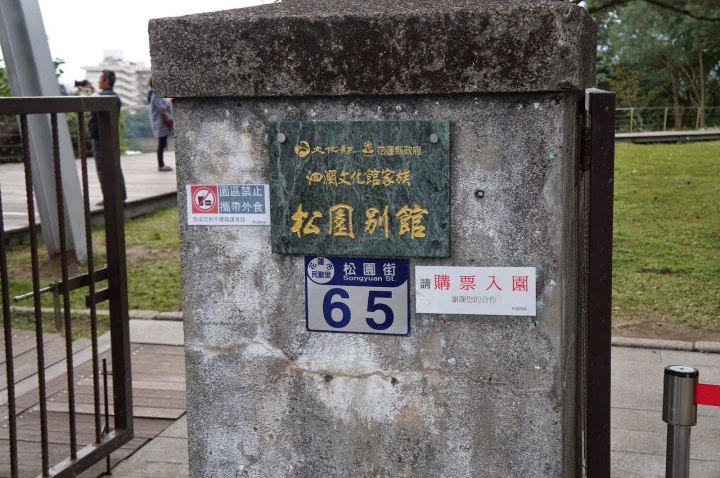 文化部 花蓮縣政府
洄瀾文化館家族
松園別館
園區禁止
攜帶外食
花蓮市
民勤里
松園街
Songyuan St.
65
請購票入園
謝謝您的合作